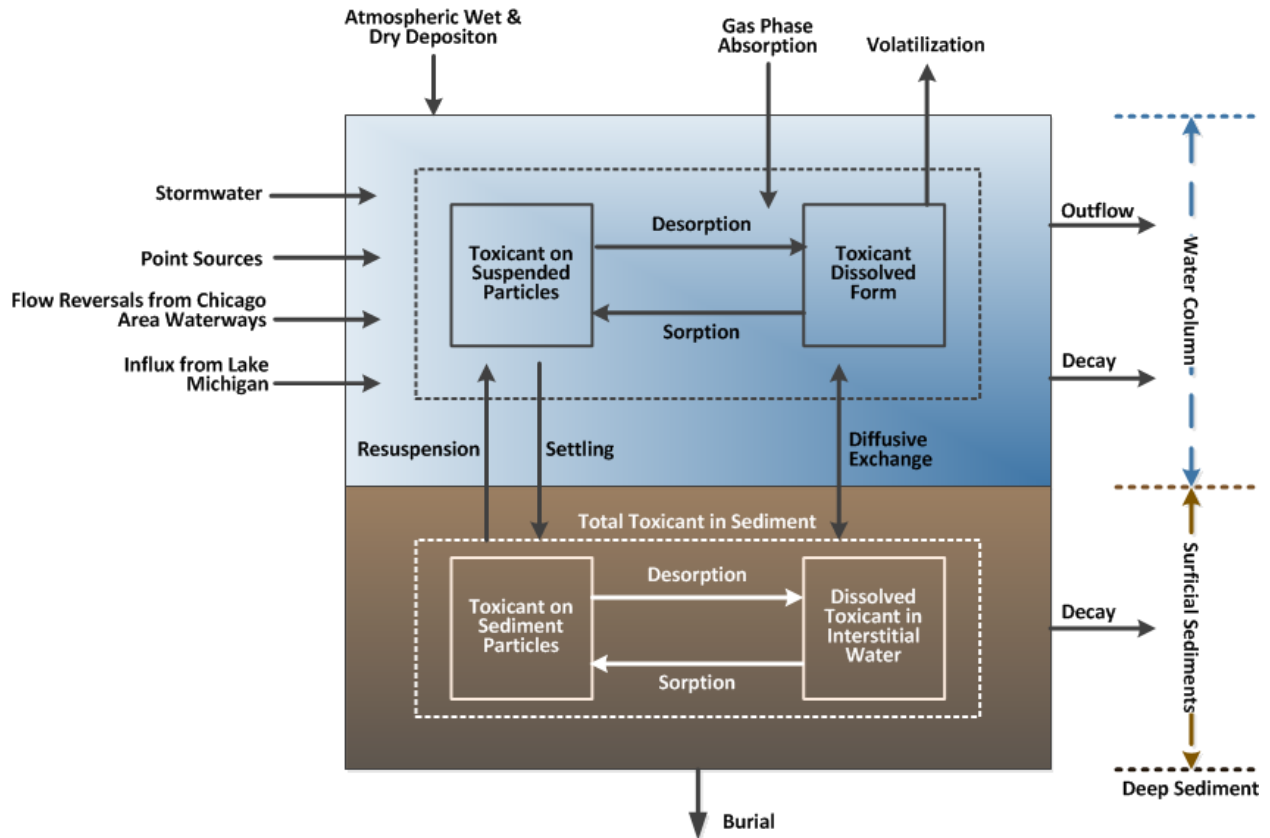 Atmospheric Wet &
Dry Depositon
Gas Phase
Absorption
Volatilization
Stormwater
Point Sources
Flow Reversals from Chicago
Area Waterways
Influx from Lake
Michigan
Toxicant on
Suspended
Particles
Desorption
Sorption
Toxicant
Dissolved
Form
Outflow
Decay
Water Column
Resuspension
Settling
Diffusive
Exchange
Total Toxicant in Sediment
Toxicant on
Sediment
Particles
Desorption
Sorption
Dissolved
Toxicant in
Interstitial
Water
Decay
Surficial Sediments
Deep Sediment
Burial